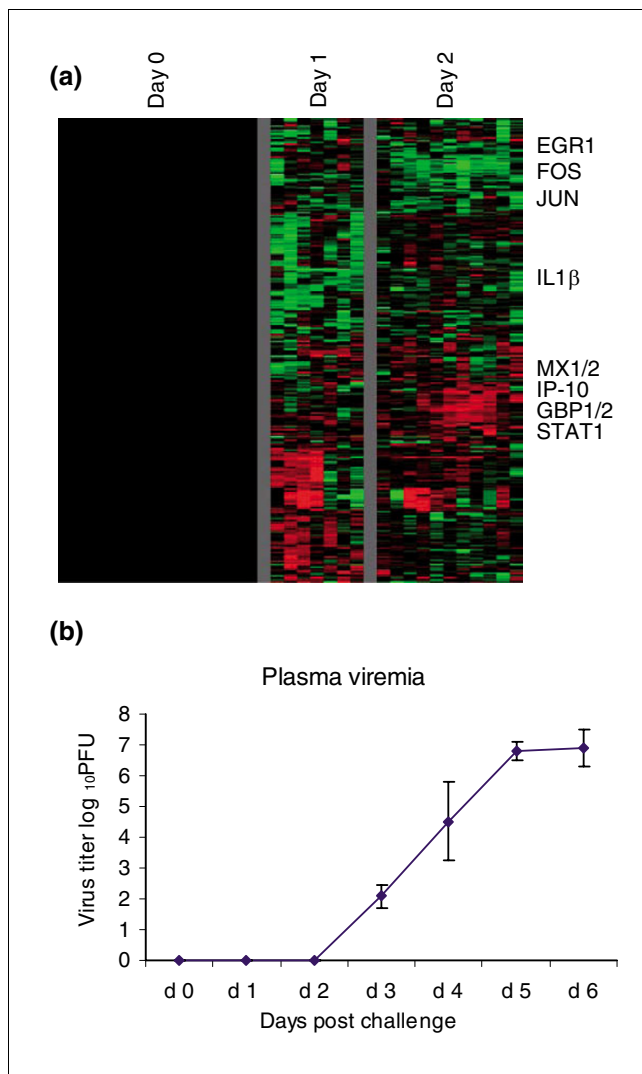 (a)
Day 0
Day 1
Day 2
EGR1
FOS
JUN
IL1β
MX1/2
IP-10
GBP1/2
STAT1
(b)
Plasma viremia
Virus titer log 10PFU
8
7
6
5
4
3
2
1
0
d 0 d 1 d 2 d 3 d 4 d 5 d 6
Days post challenge